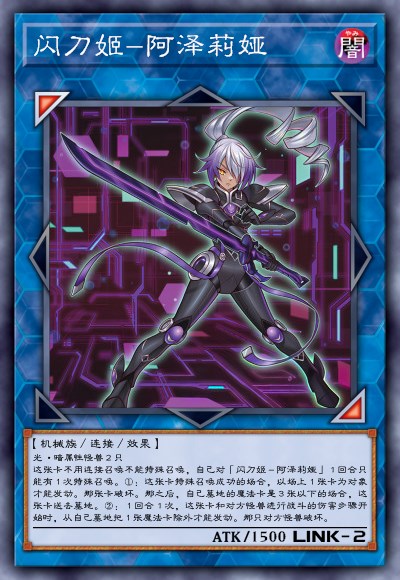 闪刀姬-阿泽莉娅
やみ
闇
【机械族／连接／效果】
光·暗属性怪兽2只
这张卡不用连接召唤不能特殊召唤，自己对「闪刀姬-阿泽莉娅」1回合只
能有1次特殊召唤。①：这张卡特殊召唤成功的场合，以场上1张卡为对象
才能发动。那张卡破坏。那之后，自己墓地的魔法卡是3张以下的场合，这
张卡送去墓地。②：1回合1次，这张卡和对方怪兽进行战斗的伤害步骤开
始时，从自己墓地把1张魔法卡除外才能发动。那只对方怪兽破坏。
ATK/1500 LINK-2